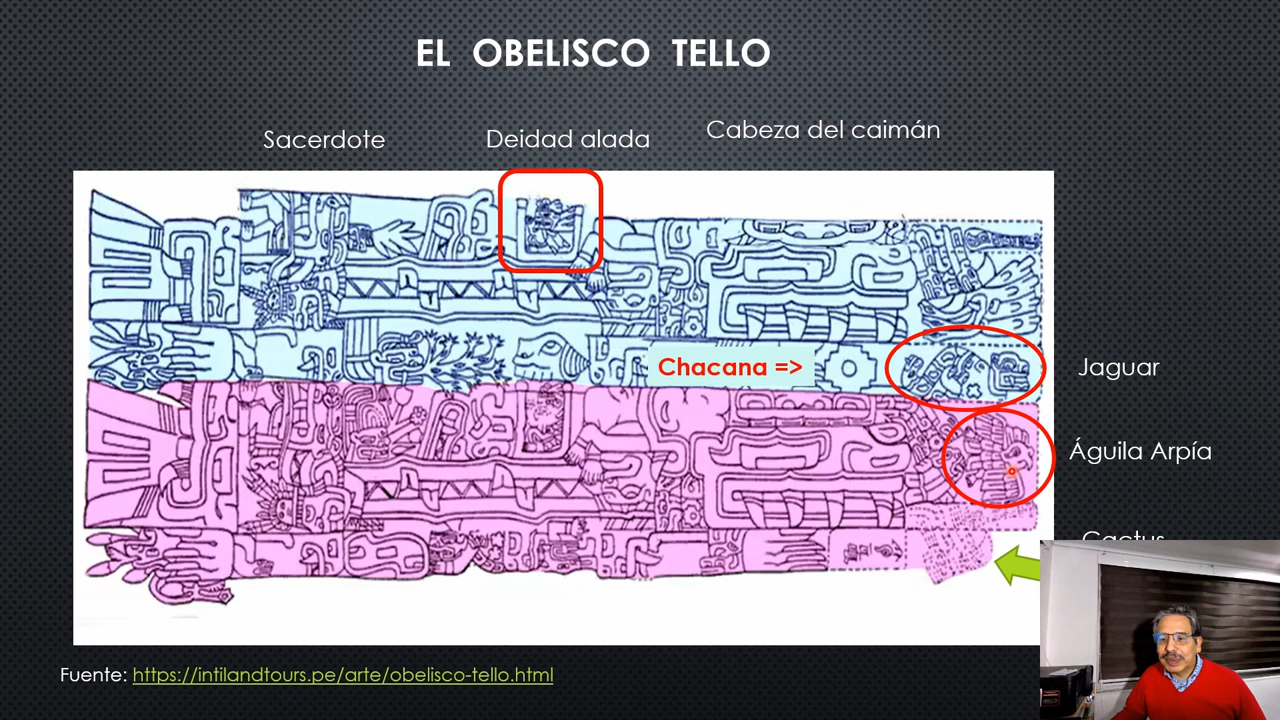 EL OBELISCO TELLO
Sacerdote
Deidad alada
Cabeza del caimán
Chacana =>
Jaguar
Águila Arpía
Cactus
Fuente: https://intilandtours.pe/arte/obelisco-tello.html